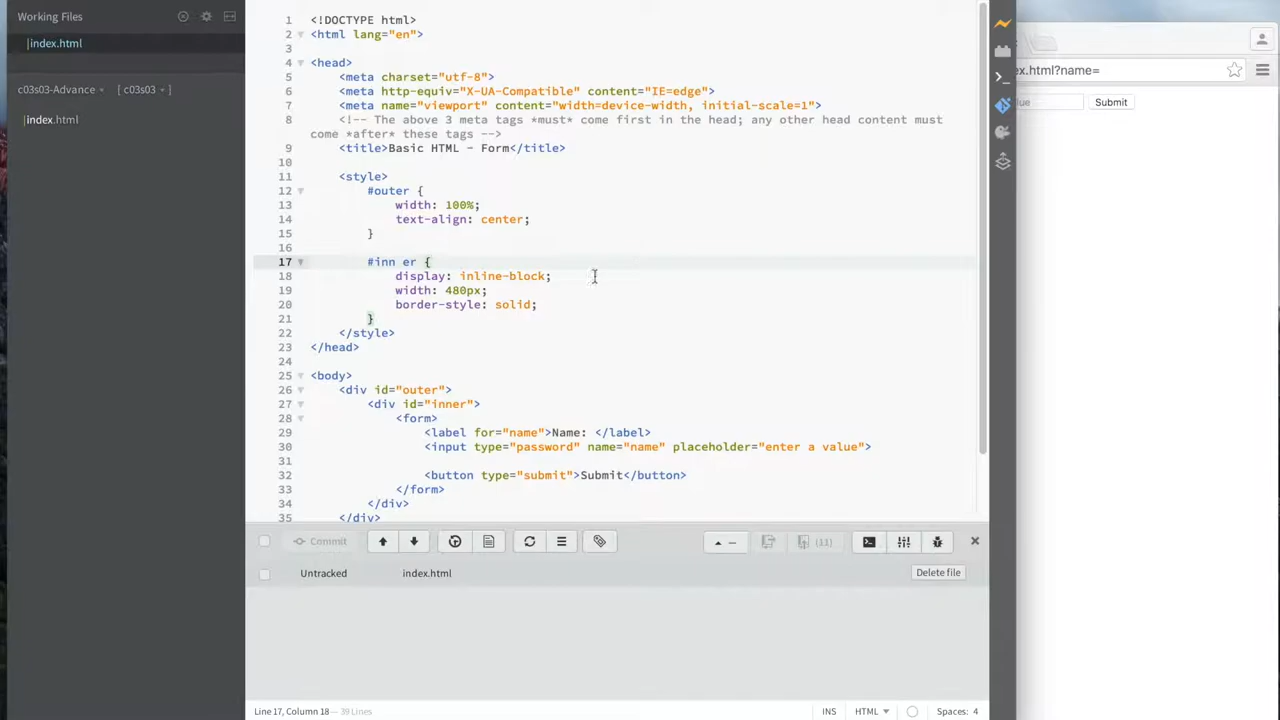 Working Files
index.html
c03s03-Advance [ c03s03 ]
index.html
1 <!DOCTYPE html>
2 <html lang="en">
3
4 <head>
5 <meta charset="utf-8">
6 <meta http-equiv="X-UA-Compatible" content="IE=edge">
7 <meta name="viewport" content="width=device-width, initial-scale=1">
8 <!-- The above 3 meta tags *must* come first in the head; any other head content must
come *after* these tags -->
9 <title>Basic HTML - Form</title>
10
11 <style>
12 #outer {
13 width: 100%;
14 text-align: center;
15 }
16
17 #inn er {
18 display: inline-block;
19 width: 480px;
20 border-style: solid;
21 }
22 </style>
23 </head>
24
25 <body>
26 <div id="outer">
27 <div id="inner">
28 <form>
29 <label for="name">Name: </label>
30 <input type="password" name="name" placeholder="enter a value">
31
32 <button type="submit">Submit</button>
33 </form>
34 </div>
35 </div>
Commit
(11)
Untracked index.html Delete file
Line 17, Column 18 — 39 Lines
INS HTML Spaces: 4
ex.html?name=
lue Submit